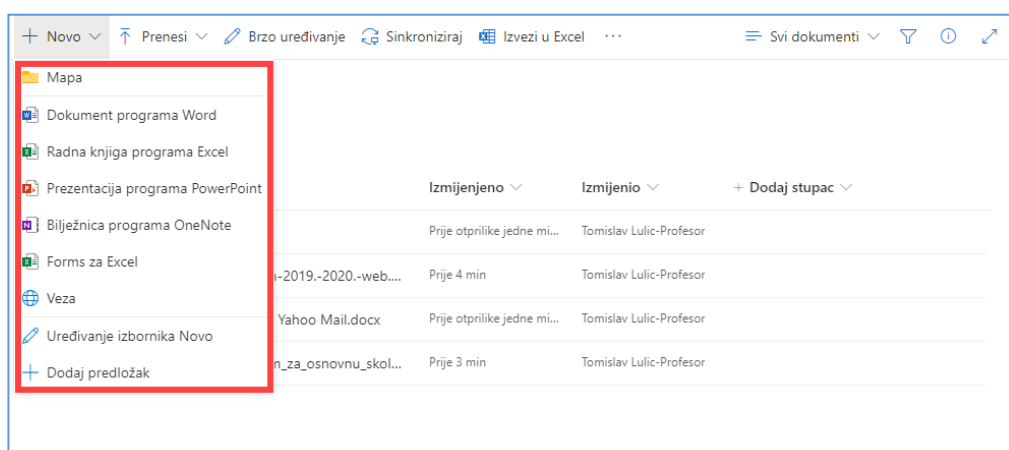 Novo Prenesi Brzo uređivanje Sinkroniziraj Izvezi u Excel ... Svi dokumenti
Mapa
Dokument programa Word
Radna knjiga programa Excel
Prezentacija programa PowerPoint Izmijenjeno Izmijenio + Dodaj stupac
Bilježnica programa OneNote Prije otprilike jedne mi... Tomislav Lulic-Profesor
Forms za Excel
-2019.-2020.-web.... Prije 4 min Tomislav Lulic-Profesor
Veza
Yahoo Mail.docx Prije otprilike jedne mi... Tomislav Lulic-Profesor
Uređivanje izbornika Novo
_za_osnovnu_skol... Prije 3 min Tomislav Lulic-Profesor
Dodaj predložak